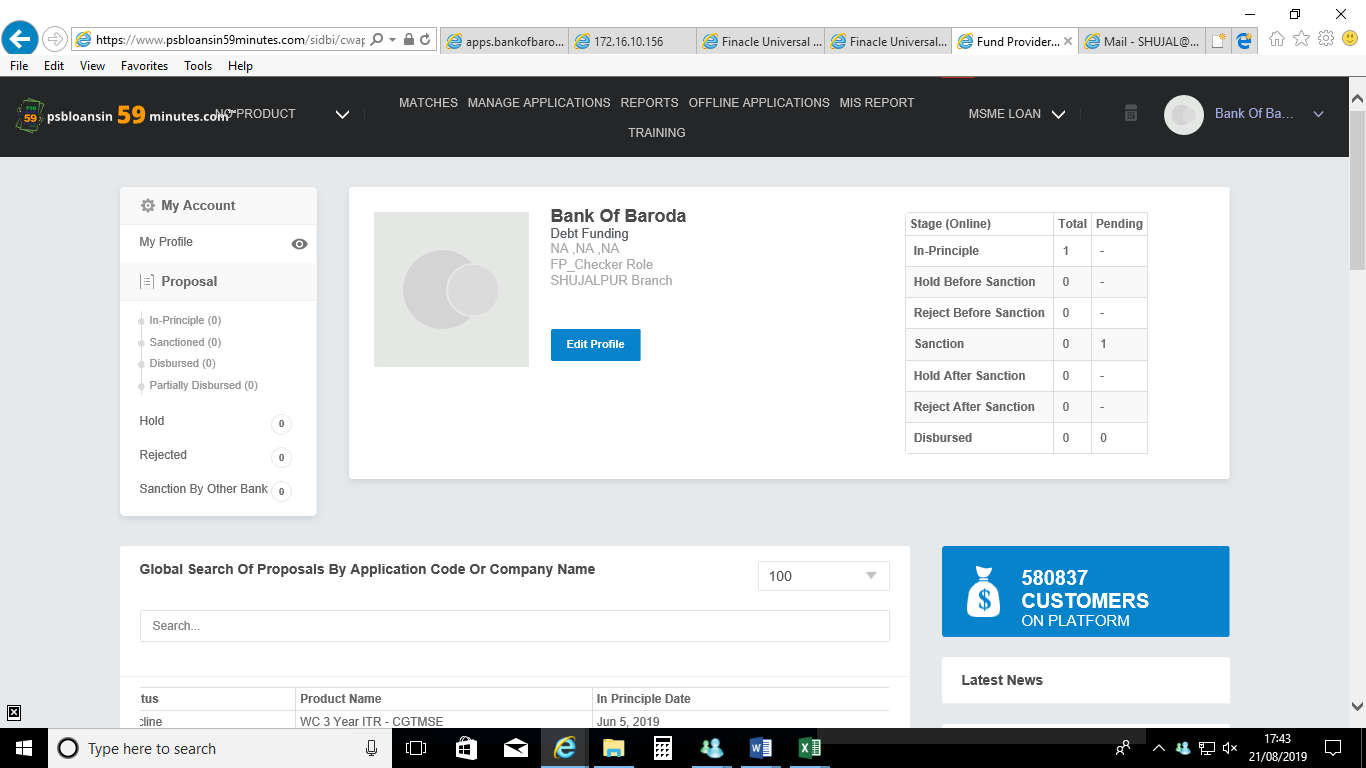 https://www.psbloansin59minutes.com/sidbi/cwap
apps.bankofbaro...
172.16.10.156
Finacle Universal ...
Finacle Universal...
Fund Provider...
Mail - SHUJAL@...
File Edit View Favorites Tools Help
PSB 59 psbloansin 59 minutes.com™
NO PRODUCT
MATCHES MANAGE APPLICATIONS REPORTS OFFLINE APPLICATIONS MIS REPORT
TRAINING
MSME LOAN
Bank Of Ba...
My Account
My Profile
Proposal
In-Principle (0)
Sanctioned (0)
Disbursed (0)
Partially Disbursed (0)
Hold 0
Rejected 0
Sanction By Other Bank 0
Bank Of Baroda
Debt Funding
NA ,NA ,NA
FP_Checker Role
SHUJALPUR Branch
Edit Profile
Stage (Online) Total Pending
In-Principle 1 -
Hold Before Sanction 0 -
Reject Before Sanction 0 -
Sanction 0 1
Hold After Sanction 0 -
Reject After Sanction 0 -
Disbursed 0 0
Global Search Of Proposals By Application Code Or Company Name
100
Search...
tus Product Name In Principle Date
cline WC 3 Year ITR - CGTMSE Jun 5, 2019
580837
CUSTOMERS
ON PLATFORM
Latest News
Type here to search
17:43
21/08/2019